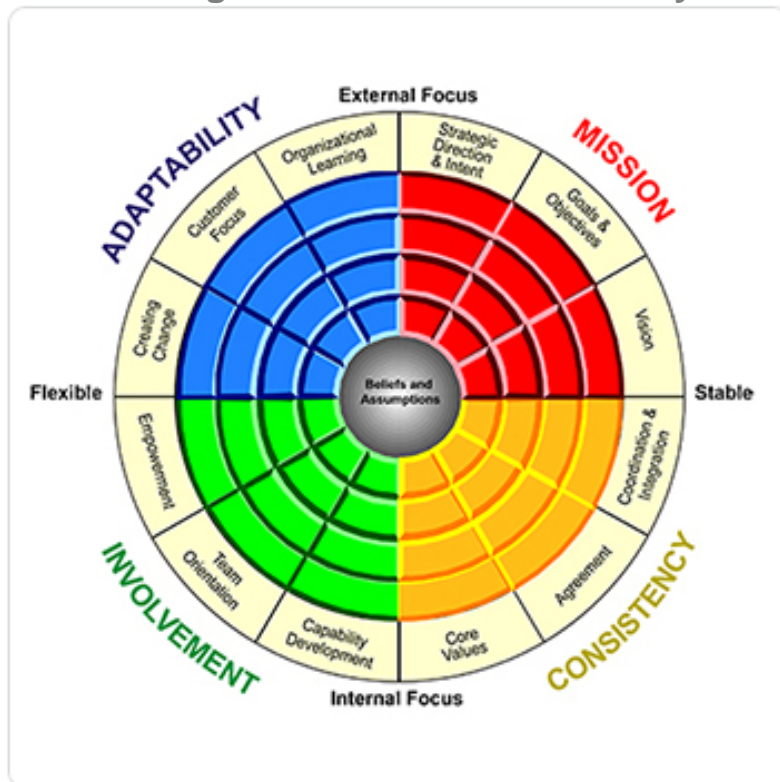 External Focus
ADAPTABILITY
MISSION
Organizational
Learning
Strategic
Direction
& Intent
Customer
Focus
Goals &
Objectives
Creating
Change
Vision
Beliefs and
Assumptions
Flexible
Stable
Empowerment
Coordination &
Integration
Team
Orientation
Agreement
Capability
Development
Core
Values
INVOLVEMENT
CONSISTENCY
Internal Focus